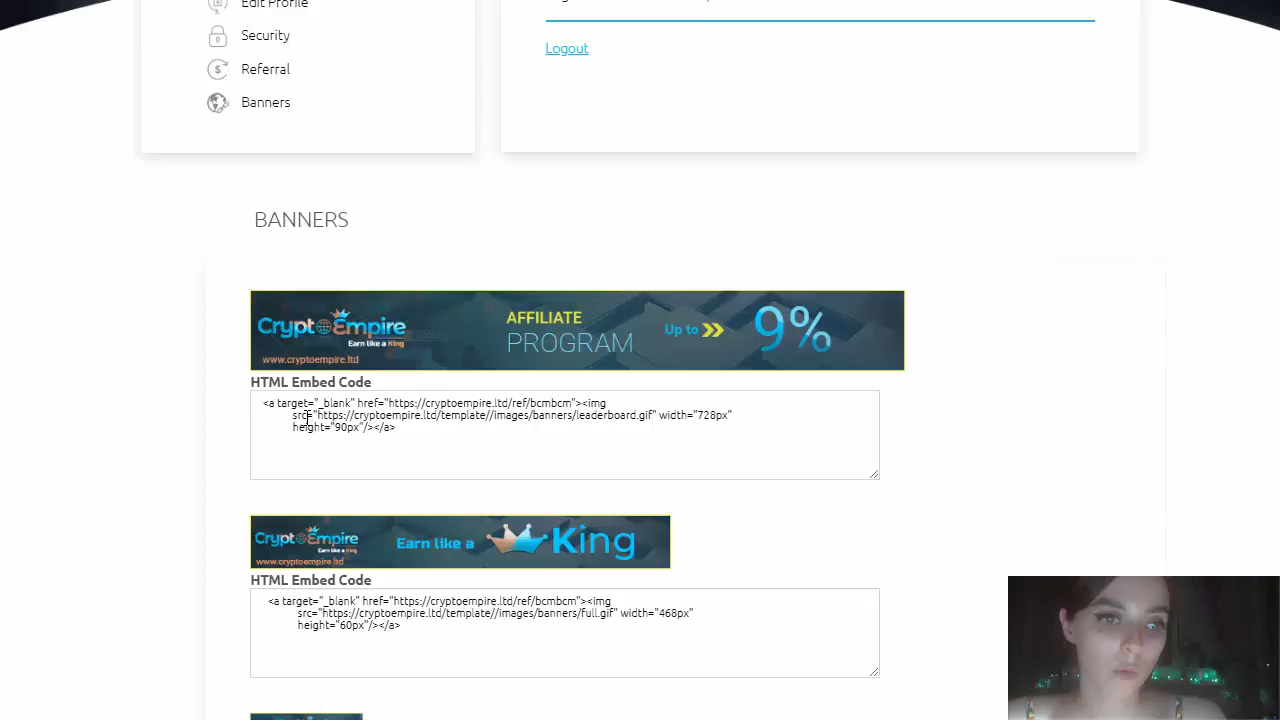 Edit Profile
Security
Referral
Banners
Logout
BANNERS
CryptoEmpire
Earn like a King
www.cryptoempire.ltd
AFFILIATE
PROGRAM
Up to
9%
HTML Embed Code
<a target="_blank" href="https://cryptoempire.ltd/ref/bcmbcm"><img
src="https://cryptoempire.ltd/template//images/banners/leaderboard.gif" width="728px"
height="90px"/></a>
CryptoEmpire
Earn like a King
www.cryptoempire.ltd
Earn like a
King
HTML Embed Code
<a target="_blank" href="https://cryptoempire.ltd/ref/bcmbcm"><img
src="https://cryptoempire.ltd/template//images/banners/full.gif" width="468px"
height="60px"/></a>